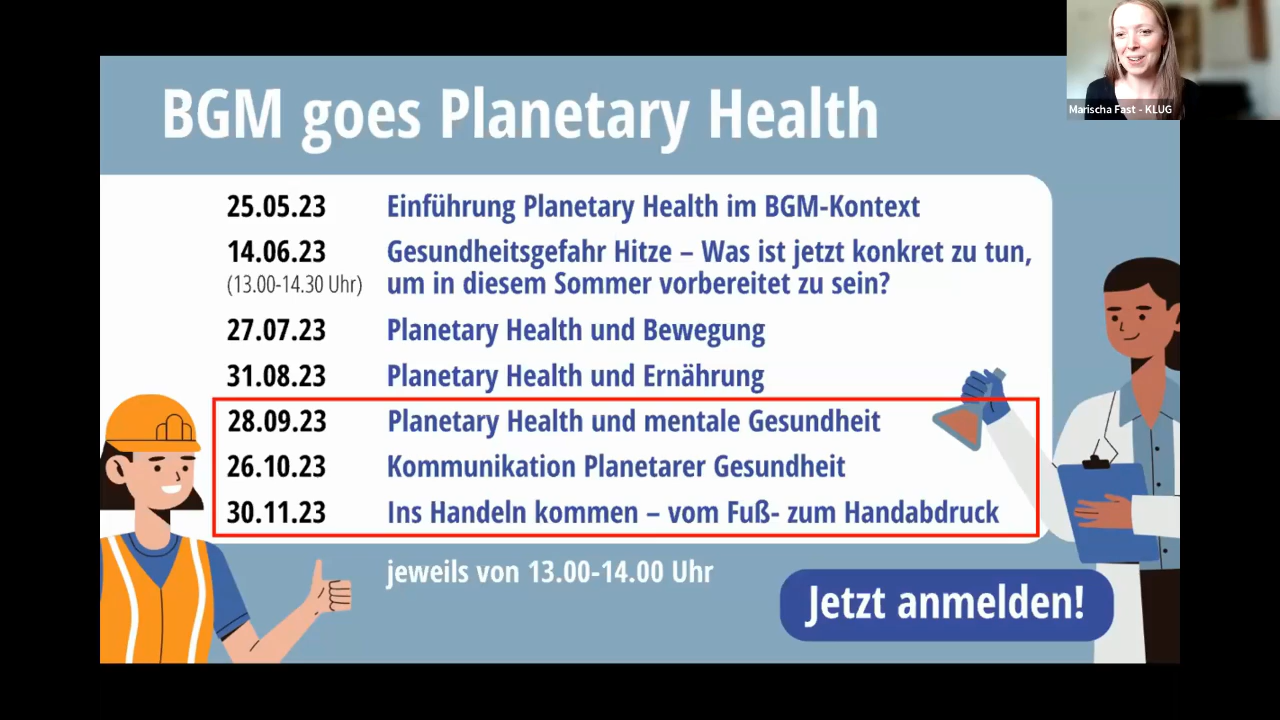 Marischa Fast - KLUG
BGM goes Planetary Health
25.05.23 Einführung Planetary Health im BGM-Kontext
14.06.23 Gesundheitsgefahr Hitze – Was ist jetzt konkret zu tun,
(13.00-14.30 Uhr) um in diesem Sommer vorbereitet zu sein?
27.07.23 Planetary Health und Bewegung
31.08.23 Planetary Health und Ernährung
28.09.23 Planetary Health und mentale Gesundheit
26.10.23 Kommunikation Planetarer Gesundheit
30.11.23 Ins Handeln kommen – vom Fuß- zum Handabdruck
jeweils von 13.00-14.00 Uhr
Jetzt anmelden!